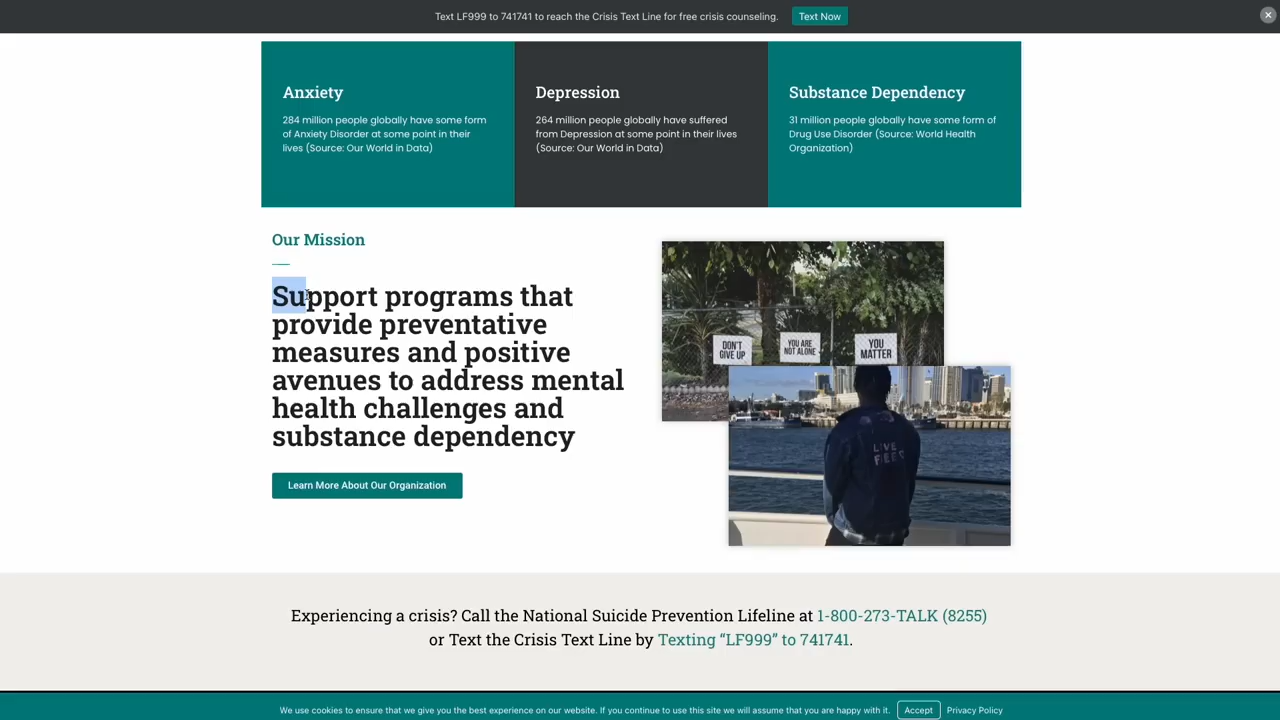 Text LF999 to 741741 to reach the Crisis Text Line for free crisis counseling.
Text Now
Anxiety
284 million people globally have some form
of Anxiety Disorder at some point in their
lives (Source: Our World in Data)
Depression
264 million people globally have suffered
from Depression at some point in their lives
(Source: Our World in Data)
Substance Dependency
31 million people globally have some form of
Drug Use Disorder (Source: World Health
Organization)
Our Mission
Support programs that
provide preventative
measures and positive
avenues to address mental
health challenges and
substance dependency
Learn More About Our Organization
DON'T
GIVE UP
YOU ARE
NOT ALONE
YOU
MATTER
LIVE
Experiencing a crisis? Call the National Suicide Prevention Lifeline at 1-800-273-TALK (8255)
or Text the Crisis Text Line by Texting “LF999” to 741741.
We use cookies to ensure that we give you the best experience on our website. If you continue to use this site we will assume that you are happy with it.
Accept
Privacy Policy